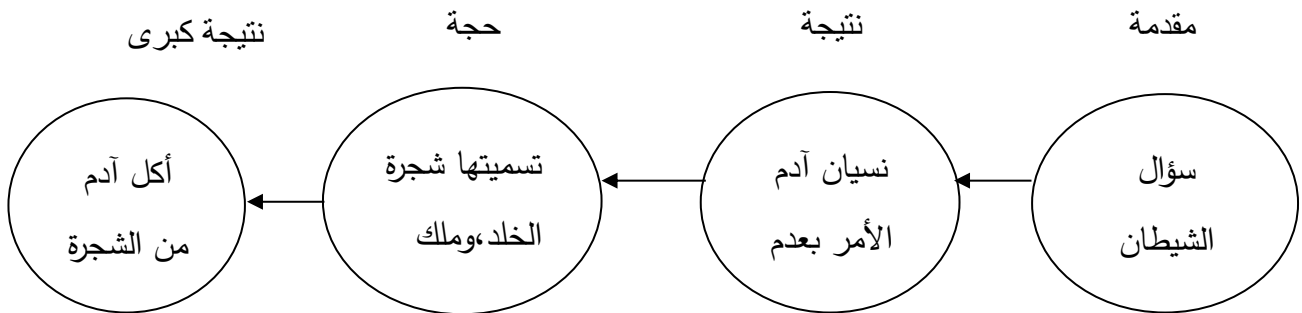 مقدمة
نتيجة
حجة
نتيجة كبرى
سؤال
الشيطان
نسيان آدم
الأمر بعدم
تسميتها شجرة
الخلد،وملك
أكل آدم
من الشجرة